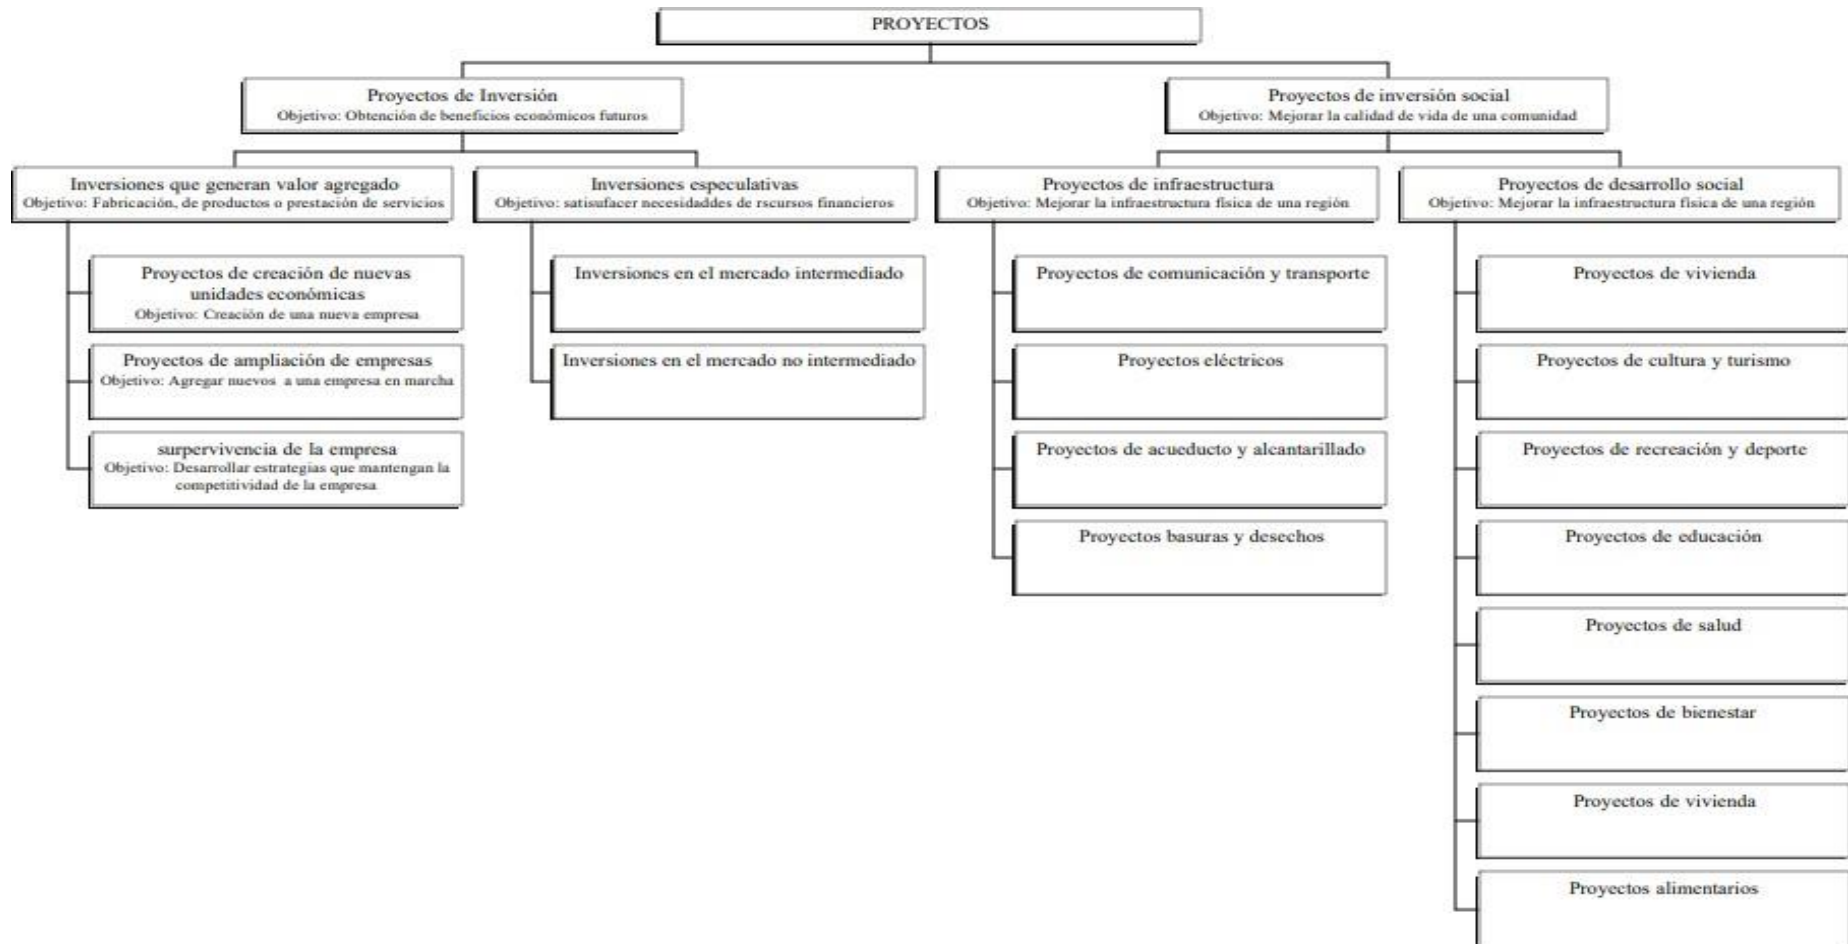 PROYECTOS
Proyectos de Inversión
Objetivo: Obtención de beneficios económicos futuros
Proyectos de inversión social
Objetivo: Mejorar la calidad de vida de una comunidad
Inversiones que generan valor agregado
Objetivo: Fabricación, de productos o prestación de servicios
Inversiones especulativas
Objetivo: satisufacer necesidaddes de rscursos financieros
Proyectos de infraestructura
Objetivo: Mejorar la infraestructura física de una región
Proyectos de desarrollo social
Objetivo: Mejorar la infraestructura física de una región
Proyectos de creación de nuevas
unidades económicas
Objetivo: Creación de una nueva empresa
Proyectos de ampliación de empresas
Objetivo: Agregar nuevos a una empresa en marcha
surpervivencia de la empresa
Objetivo: Desarrollar estrategias que mantengan la
competitividad de la empresa
Inversiones en el mercado intermediado
Inversiones en el mercado no intermediado
Proyectos de comunicación y transporte
Proyectos eléctricos
Proyectos de acueducto y alcantarillado
Proyectos basuras y desechos
Proyectos de vivienda
Proyectos de cultura y turismo
Proyectos de recreación y deporte
Proyectos de educación
Proyectos de salud
Proyectos de bienestar
Proyectos de vivienda
Proyectos alimentarios